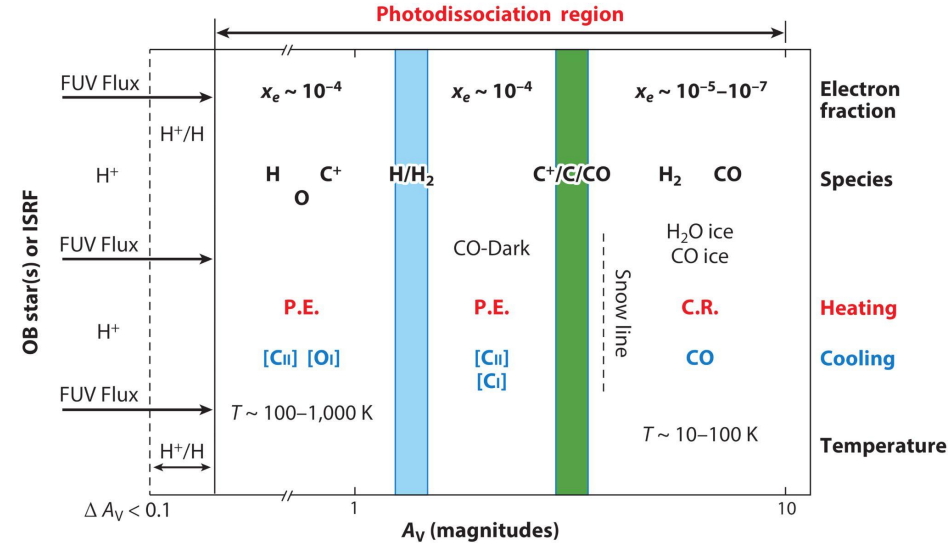 Photodissociation region
FUV Flux
xₑ ~ 10⁻⁴
xₑ ~ 10⁻⁴
xₑ ~ 10⁻⁵–10⁻⁷
Electron
fraction
H⁺/H
H⁺
H
C⁺
O
H/H₂
C⁺/C/CO
H₂
CO
Species
FUV Flux
CO-Dark
H₂O ice
CO ice
OB star(s) or ISRF
Snow line
P.E.
P.E.
C.R.
Heating
H⁺
[CII] [OI]
[CII]
[CI]
CO
Cooling
FUV Flux
T ~ 100–1,000 K
T ~ 10–100 K
Temperature
H⁺/H
Δ Aᵥ < 0.1
1
10
Aᵥ (magnitudes)